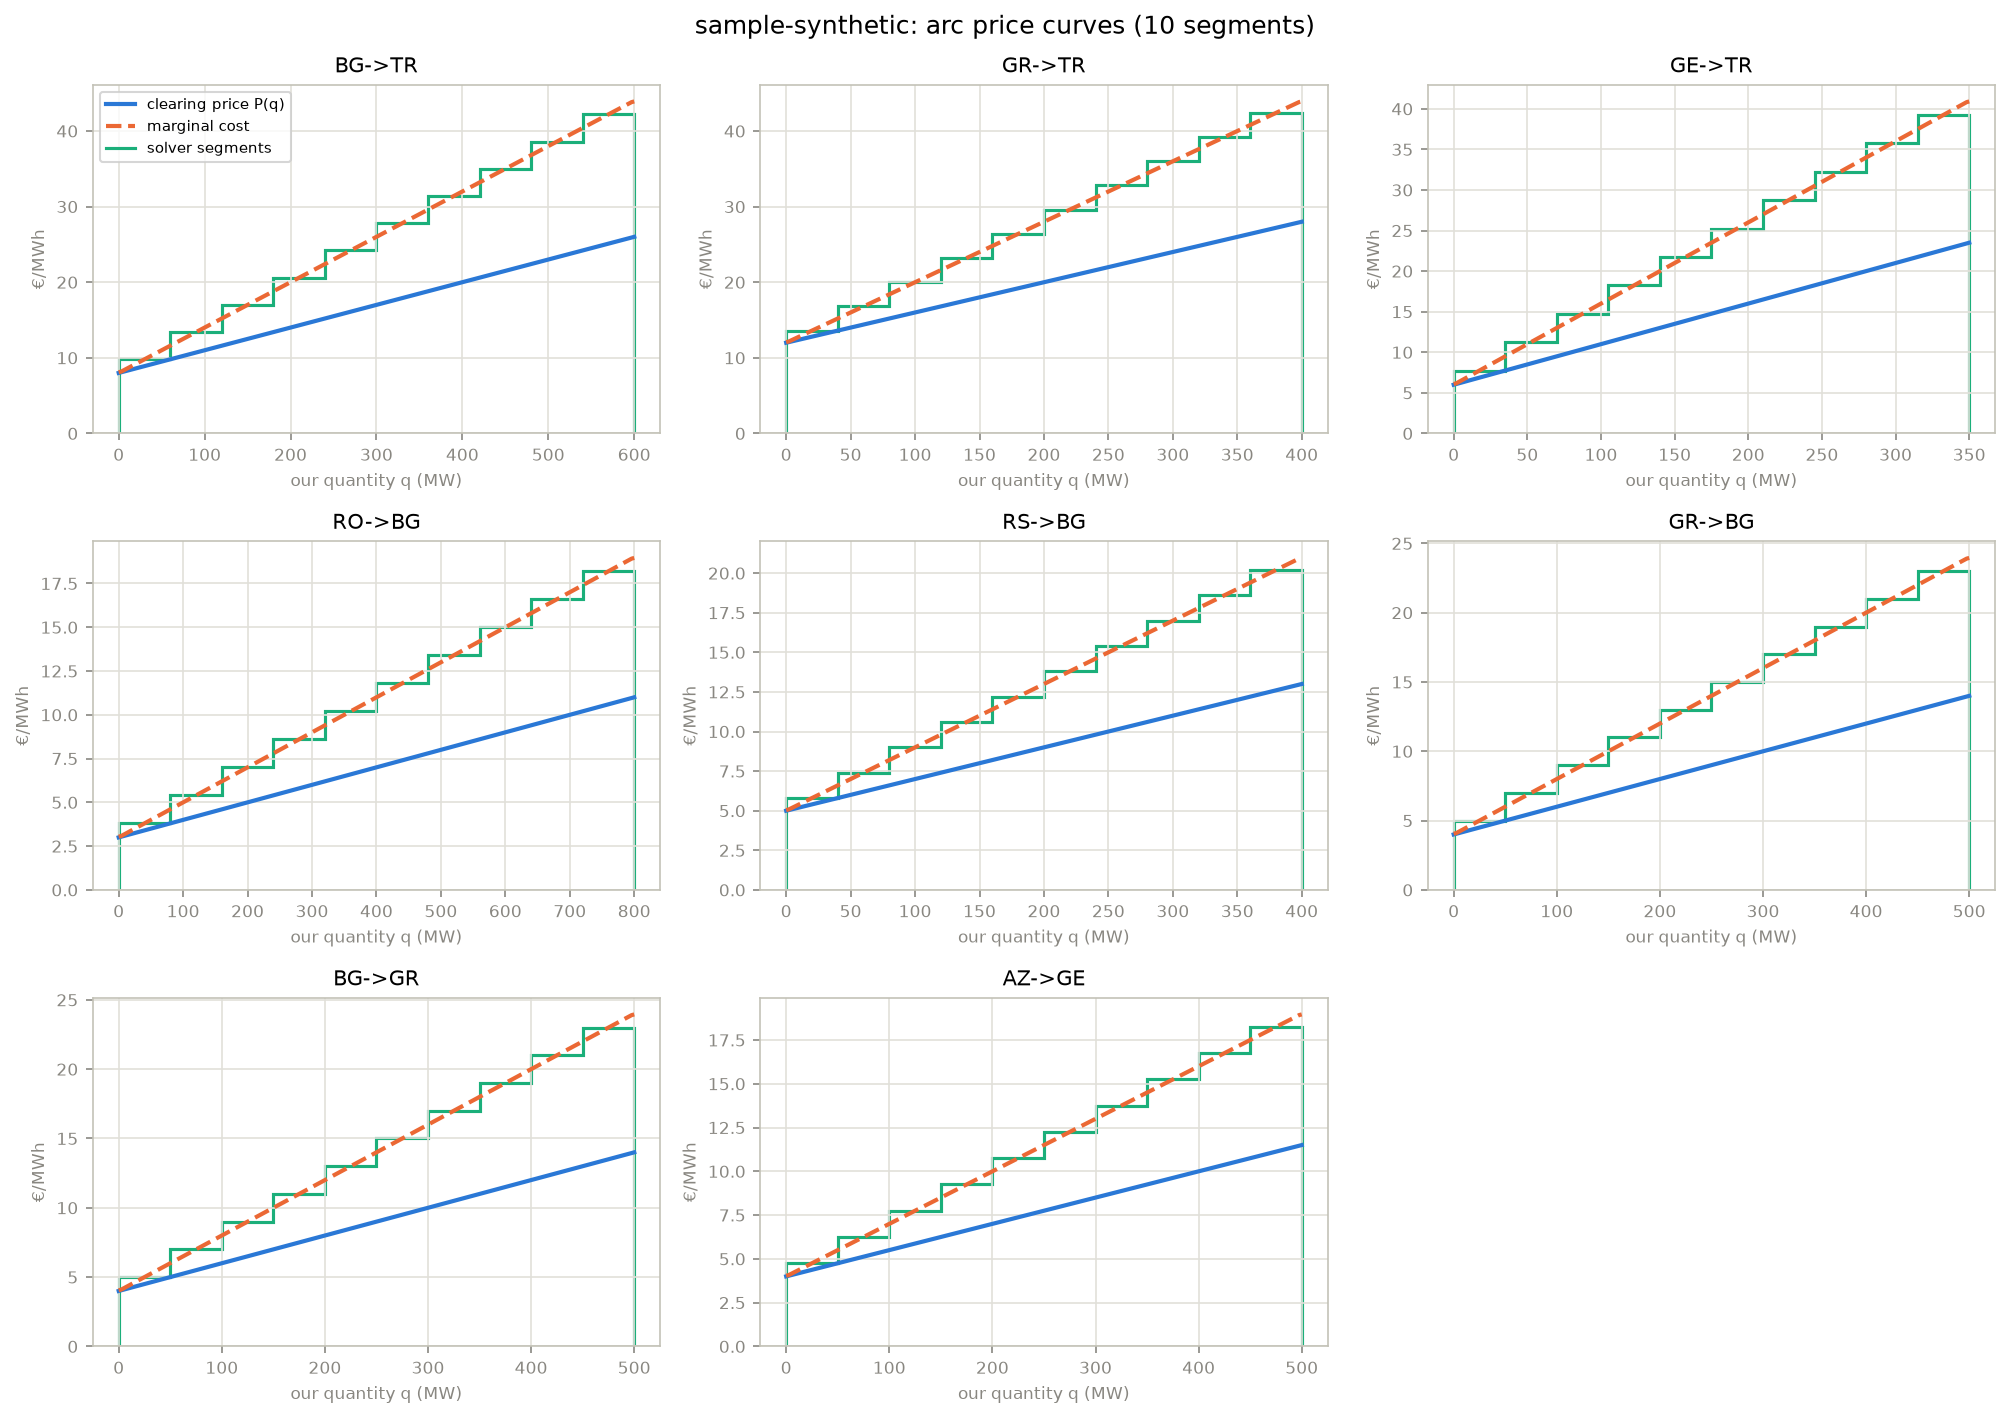 sample-synthetic: arc price curves (10 segments)
BG->TR
clearing price P(q)
marginal cost
solver segments
€/MWh
40
30
20
10
0
0 100 200 300 400 500 600
our quantity q (MW)
GR->TR
€/MWh
40
30
20
10
0
0 50 100 150 200 250 300 350 400
our quantity q (MW)
GE->TR
€/MWh
40
35
30
25
20
15
10
5
0
0 50 100 150 200 250 300 350
our quantity q (MW)
RO->BG
€/MWh
17.5
15.0
12.5
10.0
7.5
5.0
2.5
0.0
0 100 200 300 400 500 600 700 800
our quantity q (MW)
RS->BG
€/MWh
20.0
17.5
15.0
12.5
10.0
7.5
5.0
2.5
0.0
0 50 100 150 200 250 300 350 400
our quantity q (MW)
GR->BG
€/MWh
25
20
15
10
5
0
0 100 200 300 400 500
our quantity q (MW)
BG->GR
€/MWh
25
20
15
10
5
0
0 100 200 300 400 500
our quantity q (MW)
AZ->GE
€/MWh
17.5
15.0
12.5
10.0
7.5
5.0
2.5
0.0
0 100 200 300 400 500
our quantity q (MW)